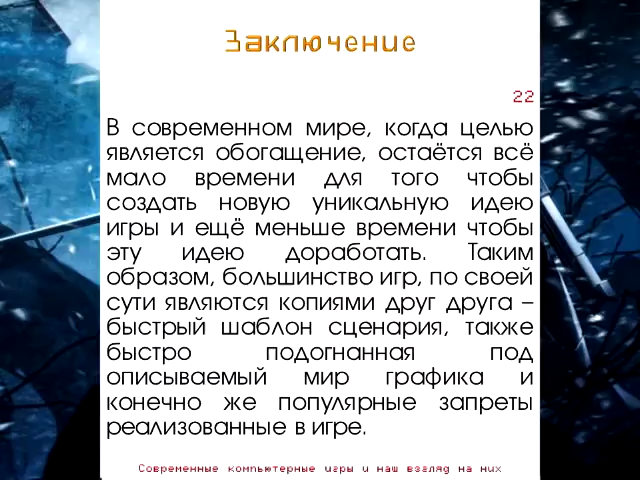 Заключение
22
В современном мире, когда целью
является обогащение, остаётся всё
мало времени для того чтобы
создать новую уникальную идею
игры и ещё меньше времени чтобы
эту идею доработать. Таким
образом, большинство игр, по своей
сути являются копиями друг друга –
быстрый шаблон сценария, также
быстро подогнанная под
описываемый мир графика и
конечно же популярные запреты
реализованные в игре.
Современные компьютерные игры и наш взгляд на них